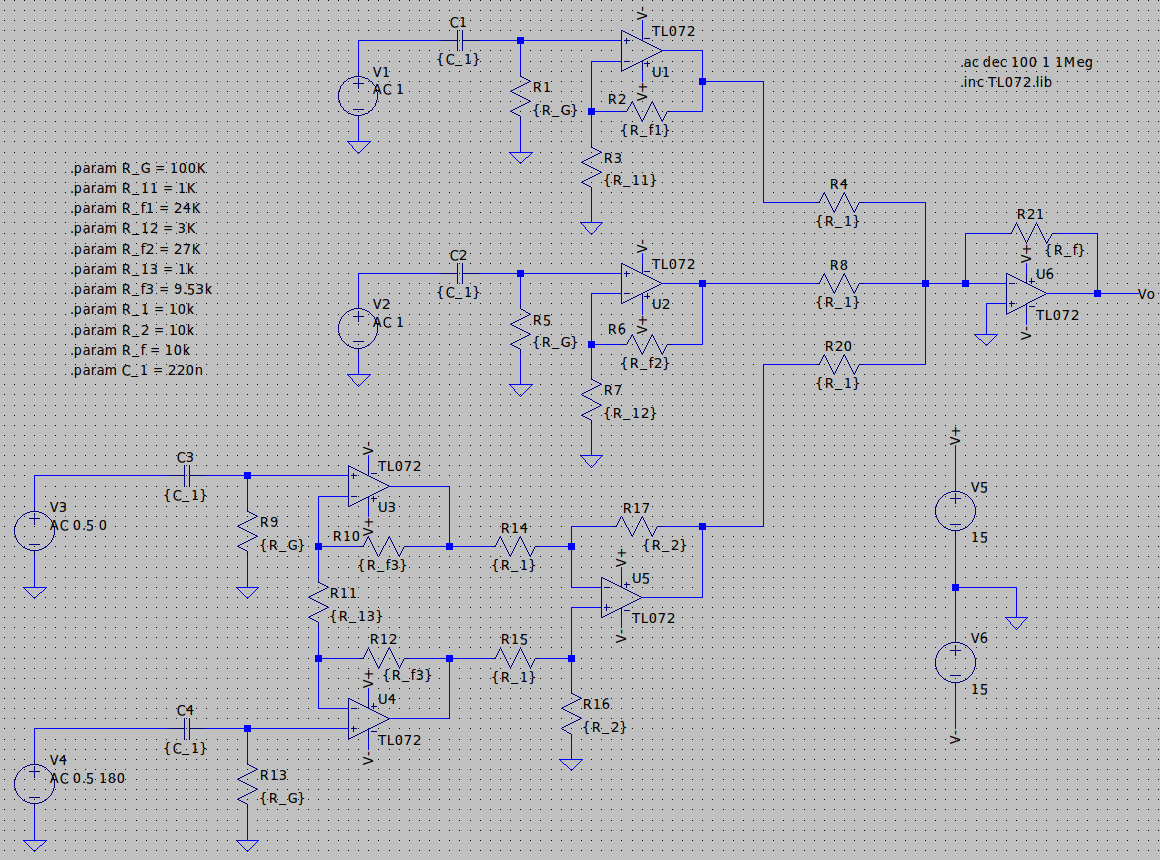 V-
C1
TL072
{C_1}
V1
AC 1
U1
V+
R1
{R_G}
R2
{R_f1}
R3
{R_11}
.ac dec 100 1 1Meg
.inc TL072.lib
.param R_G = 100K
.param R_11 = 1K
.param R_f1 = 24K
.param R_12 = 3K
.param R_f2 = 27K
.param R_13 = 1k
.param R_f3 = 9.53k
.param R_1 = 10k
.param R_2 = 10k
.param R_f = 10k
.param C_1 = 220n
R4
{R_1}
V-
C2
TL072
{C_1}
V2
AC 1
U2
V+
R5
{R_G}
R6
{R_f2}
R7
{R_12}
R8
{R_1}
R20
{R_1}
R21
{R_f}
V+
U6
TL072
V-
Vo
V-
C3
TL072
{C_1}
V3
AC 0.5 0
U3
V+
R9
{R_G}
R10
{R_f3}
R14
{R_1}
R17
{R_2}
V+
U5
TL072
V-
R11
{R_13}
R12
{R_f3}
R15
{R_1}
R16
{R_2}
V+
U4
TL072
V-
C4
{C_1}
V4
AC 0.5 180
R13
{R_G}
V+
V5
15
V6
15
V-